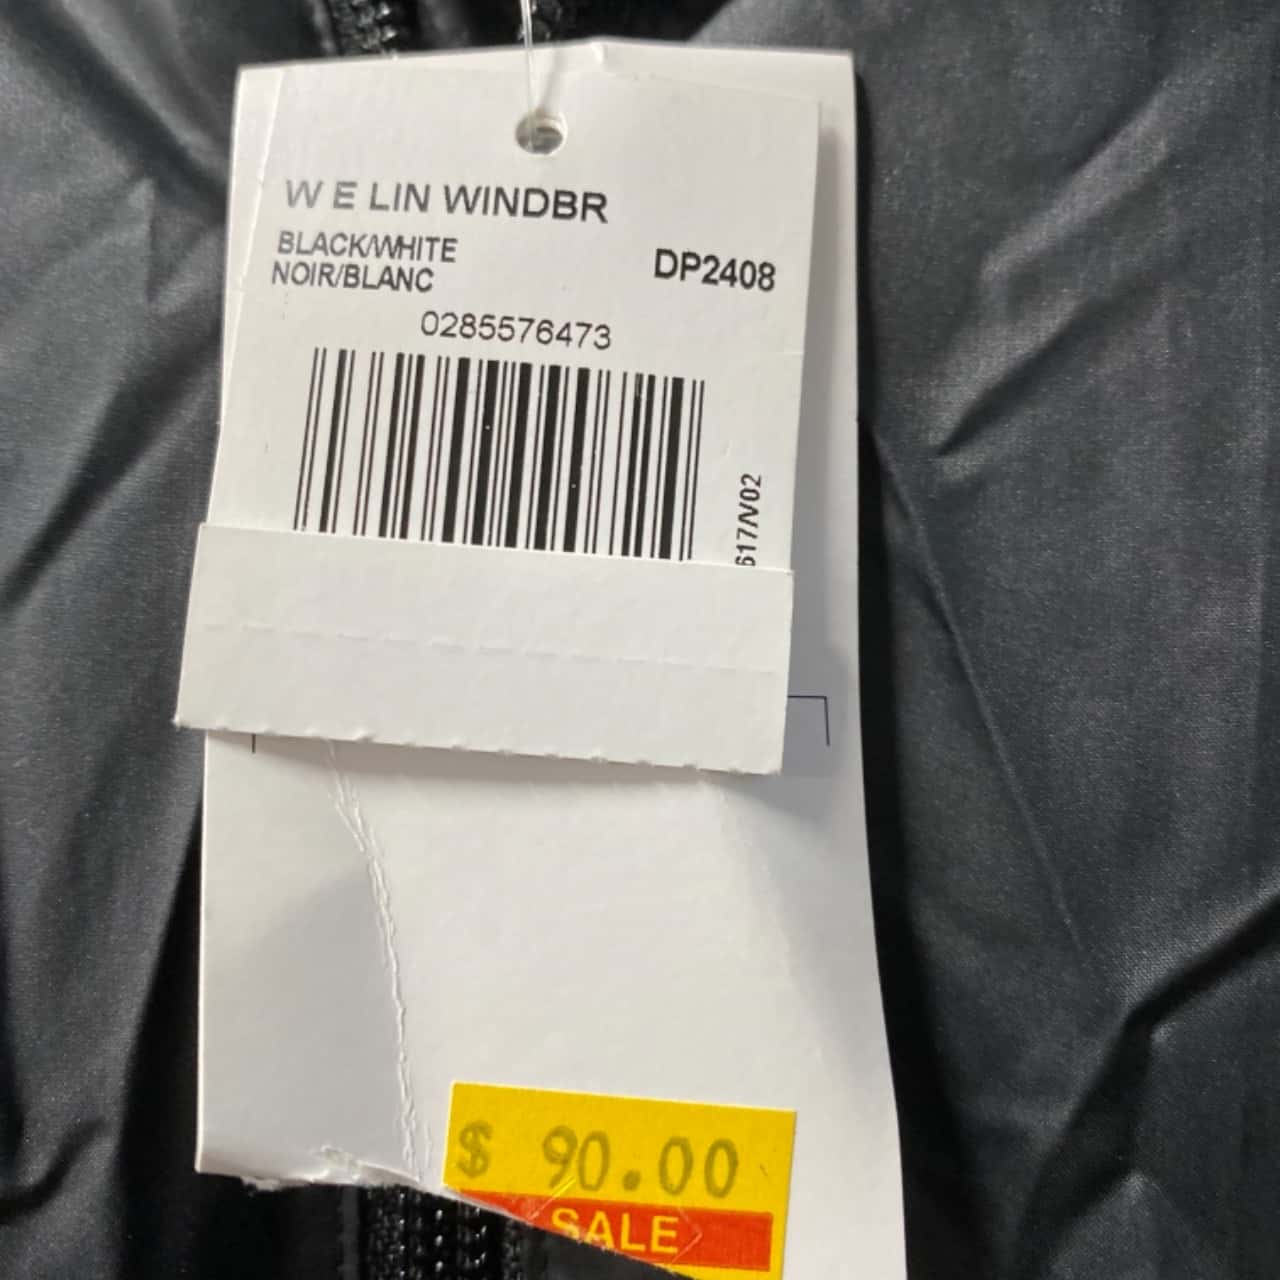 W E LIN WINDBR
BLACK/WHITE
NOIR/BLANC
DP2408
0285576473
617/V02
$ 90.00
SALE